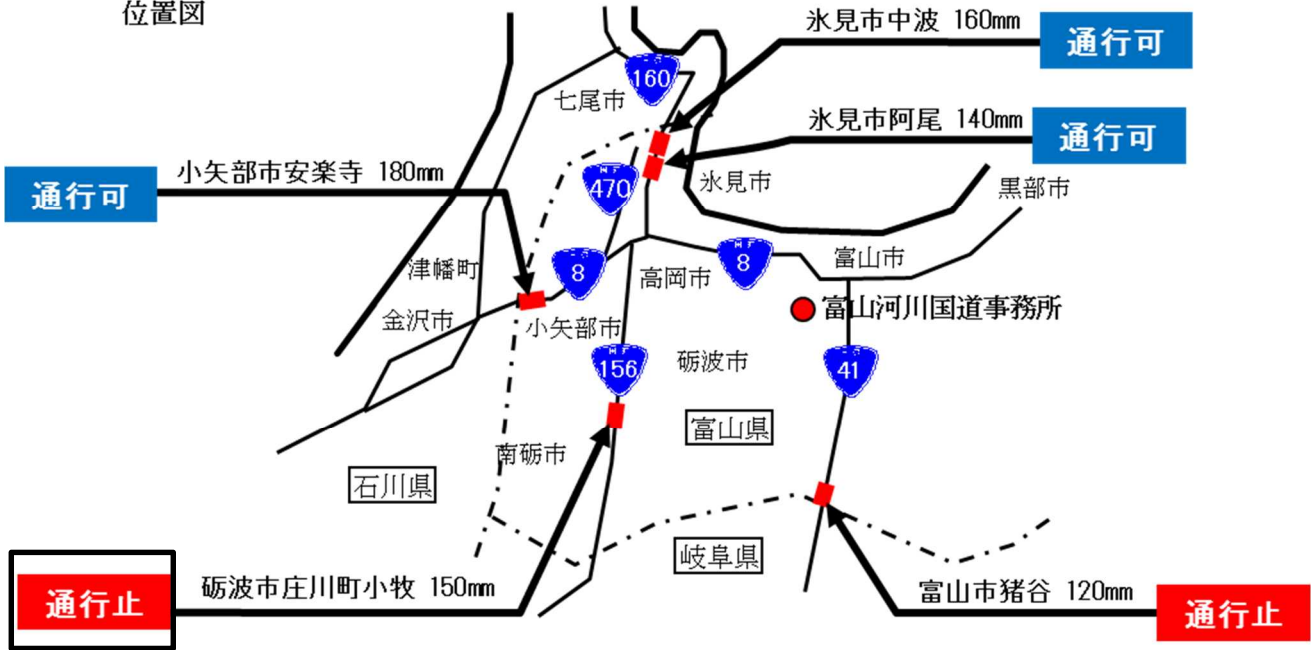 位置図
氷見市中波 160mm
通行可
160
七尾市
氷見市阿尾 140mm
通行可
小矢部市安楽寺 180mm
通行可
470
氷見市
黒部市
津幡町
8
高岡市
8
富山市
金沢市
小矢部市
富山河川国道事務所
156
砺波市
41
富山県
南砺市
石川県
岐阜県
砺波市庄川町小牧 150mm
通行止
富山市猪谷 120mm
通行止